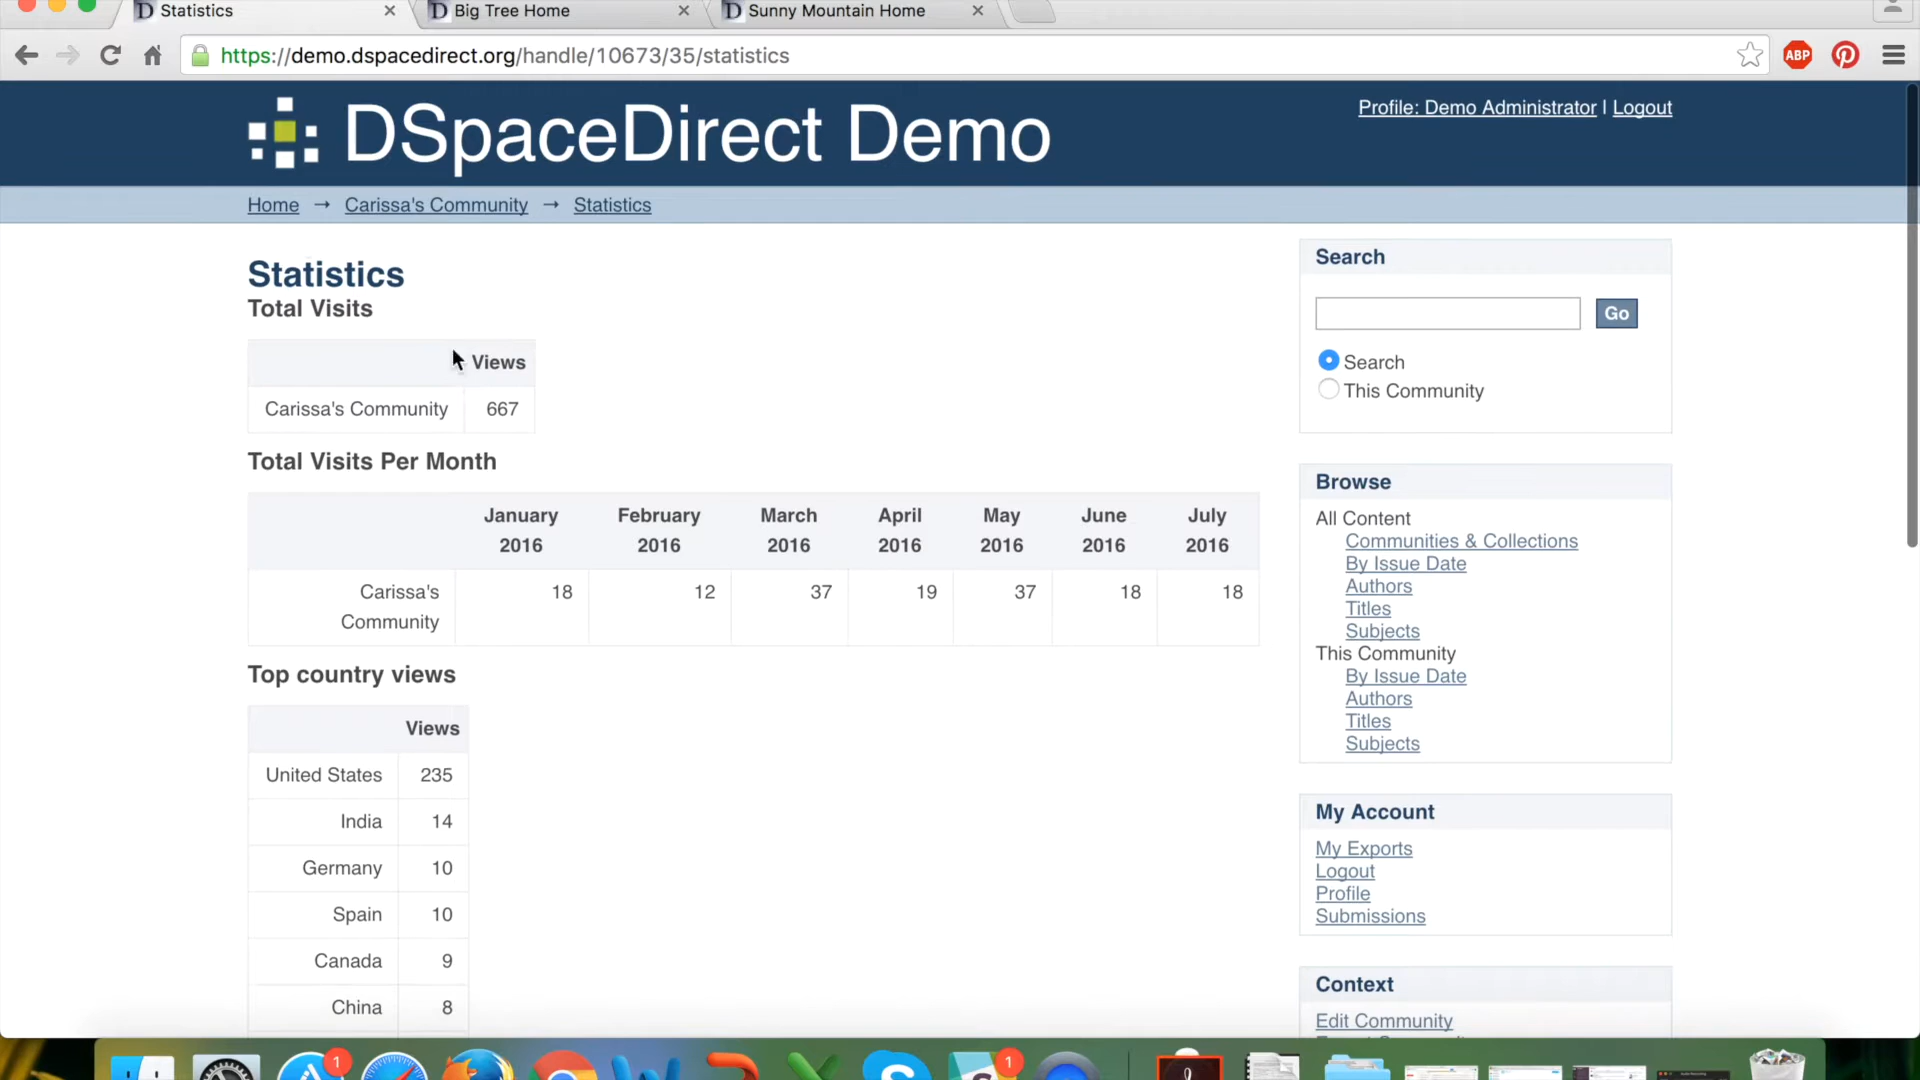 Statistics
Big Tree Home
Sunny Mountain Home
https://demo.dspacedirect.org/handle/10673/35/statistics
ABP
DSpaceDirect Demo
Profile: Demo Administrator | Logout
Home → Carissa's Community → Statistics
Statistics
Total Visits
Views
Carissa's Community 667
Total Visits Per Month
January 2016 February 2016 March 2016 April 2016 May 2016 June 2016 July 2016
Carissa's Community 18 12 37 19 37 18 18
Top country views
Views
United States 235
India 14
Germany 10
Spain 10
Canada 9
China 8
Search
Go
Search
This Community
Browse
All Content
Communities & Collections
By Issue Date
Authors
Titles
Subjects
This Community
By Issue Date
Authors
Titles
Subjects
My Account
My Exports
Logout
Profile
Submissions
Context
Edit Community
1
1